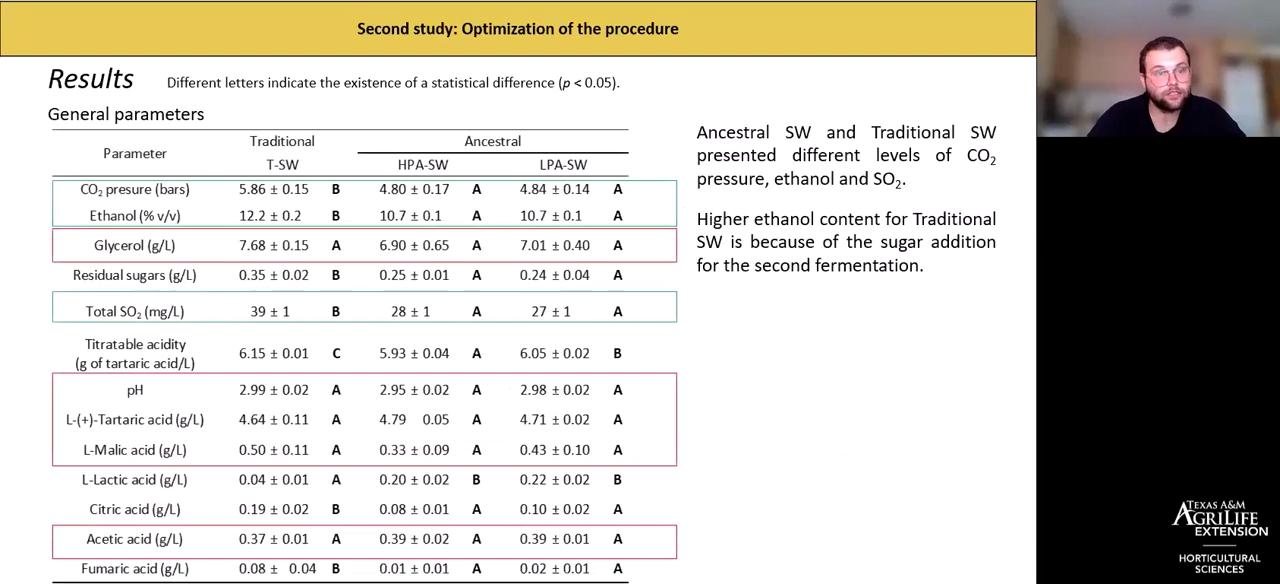 Second study: Optimization of the procedure
Results Different letters indicate the existence of a statistical difference (p < 0.05).
General parameters
Parameter Traditional Ancestral
T-SW HPA-SW LPA-SW
CO2 presure (bars) 5.86 ± 0.15 B 4.80 ± 0.17 A 4.84 ± 0.14 A
Ethanol (% v/v) 12.2 ± 0.2 B 10.7 ± 0.1 A 10.7 ± 0.1 A
Glycerol (g/L) 7.68 ± 0.15 A 6.90 ± 0.65 A 7.01 ± 0.40 A
Residual sugars (g/L) 0.35 ± 0.02 B 0.25 ± 0.01 A 0.24 ± 0.04 A
Total SO2 (mg/L) 39 ± 1 B 28 ± 1 A 27 ± 1 A
Titratable acidity
(g of tartaric acid/L) 6.15 ± 0.01 C 5.93 ± 0.04 A 6.05 ± 0.02 B
pH 2.99 ± 0.02 A 2.95 ± 0.02 A 2.98 ± 0.02 A
L-(+)-Tartaric acid (g/L) 4.64 ± 0.11 A 4.79 0.05 A 4.71 ± 0.02 A
L-Malic acid (g/L) 0.50 ± 0.11 A 0.33 ± 0.09 A 0.43 ± 0.10 A
L-Lactic acid (g/L) 0.04 ± 0.01 A 0.20 ± 0.02 B 0.22 ± 0.02 B
Citric acid (g/L) 0.19 ± 0.02 B 0.08 ± 0.01 A 0.10 ± 0.02 A
Acetic acid (g/L) 0.37 ± 0.01 A 0.39 ± 0.02 A 0.39 ± 0.01 A
Fumaric acid (g/L) 0.08 ± 0.04 B 0.01 ± 0.01 A 0.02 ± 0.01 A
Ancestral SW and Traditional SW
presented different levels of CO2
pressure, ethanol and SO2.
Higher ethanol content for Traditional
SW is because of the sugar addition
for the second fermentation.
TEXAS A&M
AGRILIFE
EXTENSION
HORTICULTURAL
SCIENCES